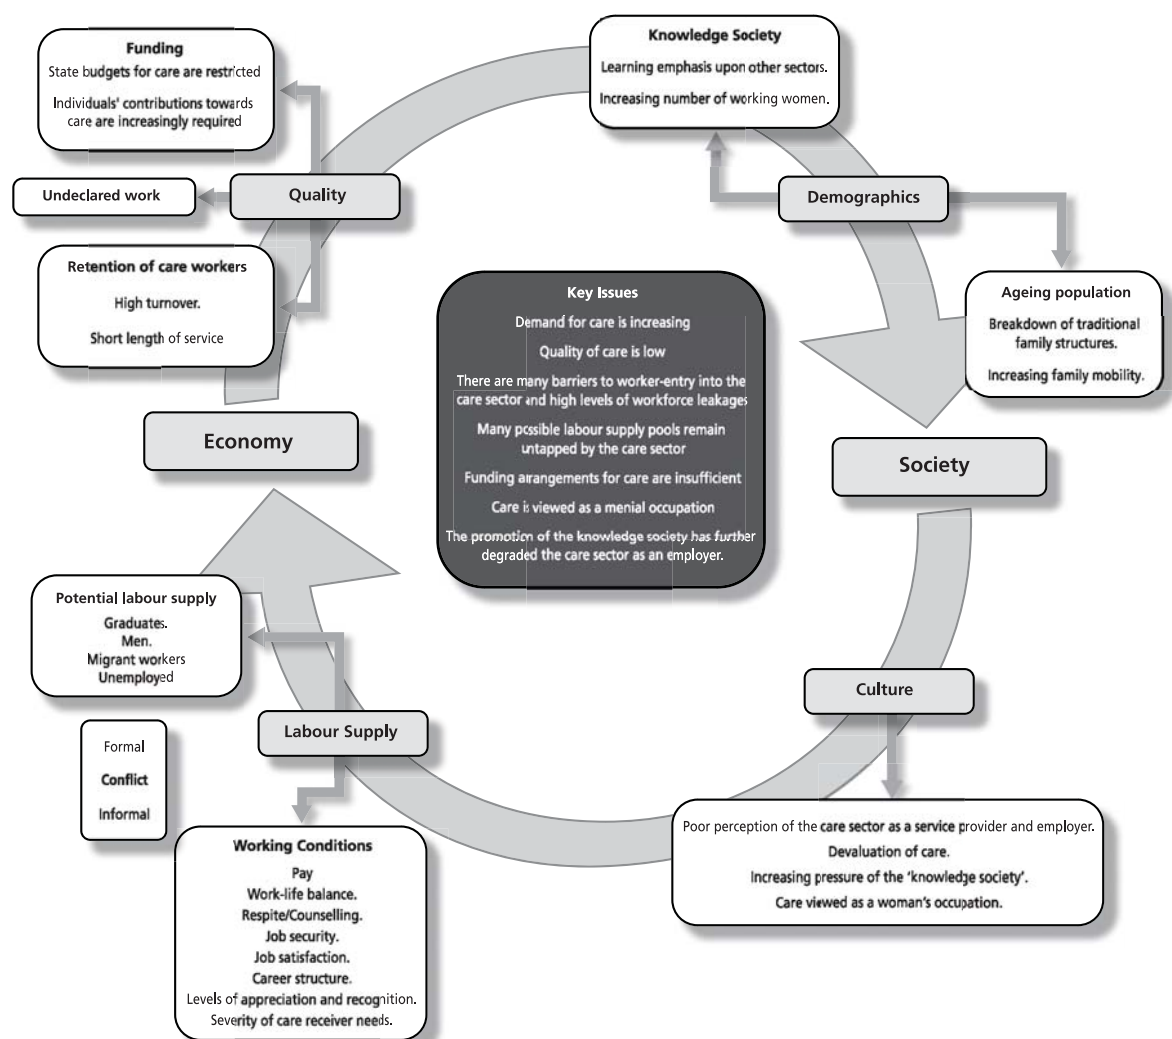 Funding
State budgets for care are restricted
Individuals' contributions towards
care are increasingly required
Undeclared work
Quality
Retention of care workers
High turnover.
Short length of service
Economy
Knowledge Society
Learning emphasis upon other sectors.
Increasing number of working women.
Demographics
Ageing population
Breakdown of traditional
family structures.
Increasing family mobility.
Society
Key Issues
Demand for care is increasing
Quality of care is low
There are many barriers to worker-entry into the
care sector and high levels of workforce leakages
Many possible labour supply pools remain
untapped by the care sector
Funding arrangements for care are insufficient
Care is viewed as a menial occupation
The promotion of the knowledge society has further
degraded the care sector as an employer.
Potential labour supply
Graduates.
Men.
Migrant workers
Unemployed
Labour Supply
Formal
Conflict
Informal
Working Conditions
Pay
Work-life balance.
Respite/Counselling.
Job security.
Job satisfaction.
Career structure.
Levels of appreciation and recognition.
Severity of care receiver needs.
Culture
Poor perception of the care sector as a service provider and employer.
Devaluation of care.
Increasing pressure of the 'knowledge society'.
Care viewed as a woman's occupation.